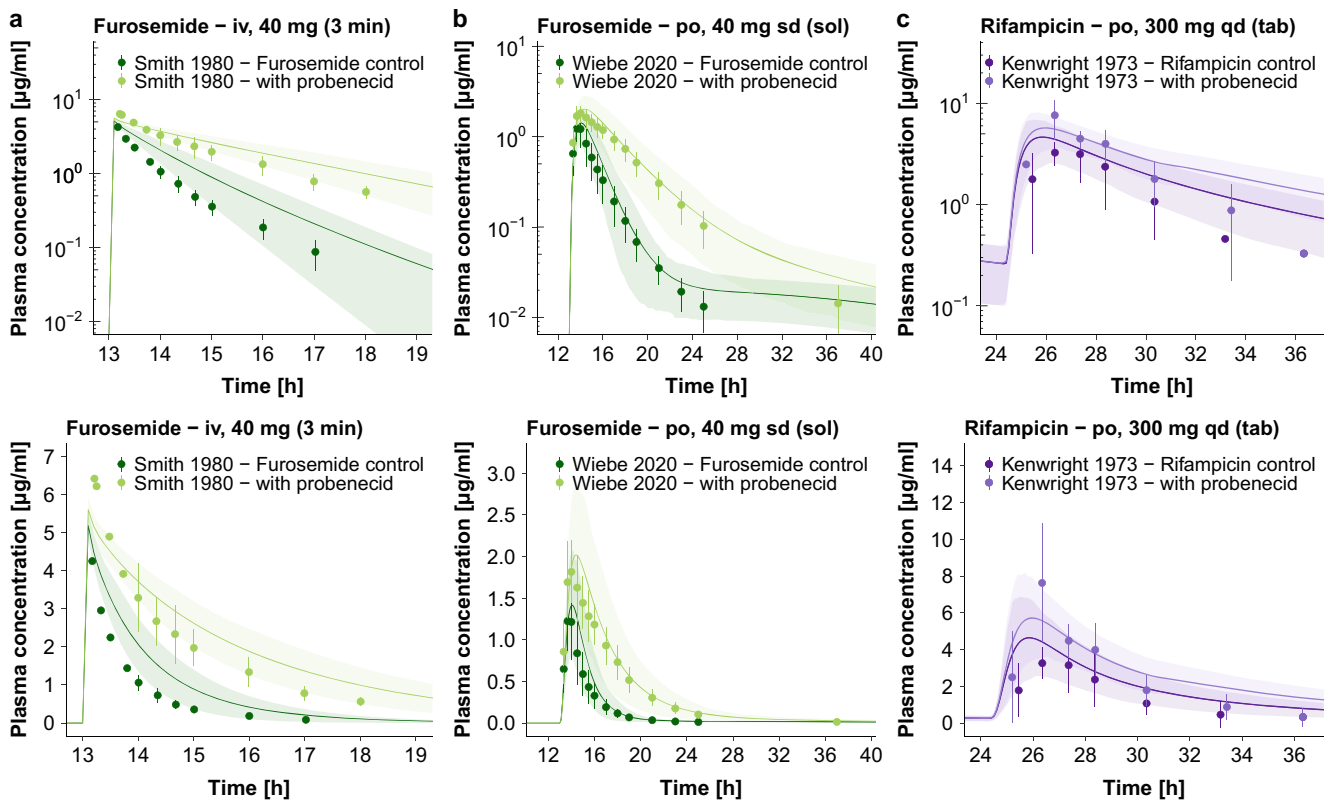 a
Furosemide − iv, 40 mg (3 min)
Plasma concentration [µg/ml]
Smith 1980 − Furosemide control
Smith 1980 − with probenecid
10¹
10⁰
10⁻¹
10⁻²
13 14 15 16 17 18 19
Time [h]
b
Furosemide − po, 40 mg sd (sol)
Plasma concentration [µg/ml]
Wiebe 2020 − Furosemide control
Wiebe 2020 − with probenecid
10¹
10⁰
10⁻¹
10⁻²
12 16 20 24 28 32 36 40
Time [h]
c
Rifampicin − po, 300 mg qd (tab)
Plasma concentration [µg/ml]
Kenwright 1973 − Rifampicin control
Kenwright 1973 − with probenecid
10¹
10⁰
10⁻¹
24 26 28 30 32 34 36
Time [h]
Furosemide − iv, 40 mg (3 min)
Plasma concentration [µg/ml]
Smith 1980 − Furosemide control
Smith 1980 − with probenecid
7
6
5
4
3
2
1
0
13 14 15 16 17 18 19
Time [h]
Furosemide − po, 40 mg sd (sol)
Plasma concentration [µg/ml]
Wiebe 2020 − Furosemide control
Wiebe 2020 − with probenecid
3.0
2.5
2.0
1.5
1.0
0.5
0.0
12 16 20 24 28 32 36 40
Time [h]
Rifampicin − po, 300 mg qd (tab)
Plasma concentration [µg/ml]
Kenwright 1973 − Rifampicin control
Kenwright 1973 − with probenecid
14
12
10
8
6
4
2
0
24 26 28 30 32 34 36
Time [h]